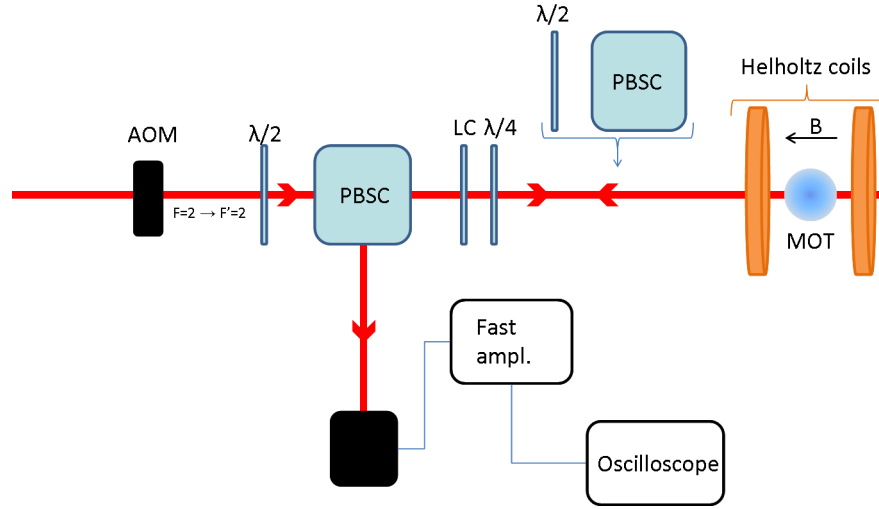 λ/2
PBSC
Helholtz coils
B
AOM
λ/2
LC
λ/4
F=2 → F'=2
PBSC
MOT
Fast
ampl.
Oscilloscope